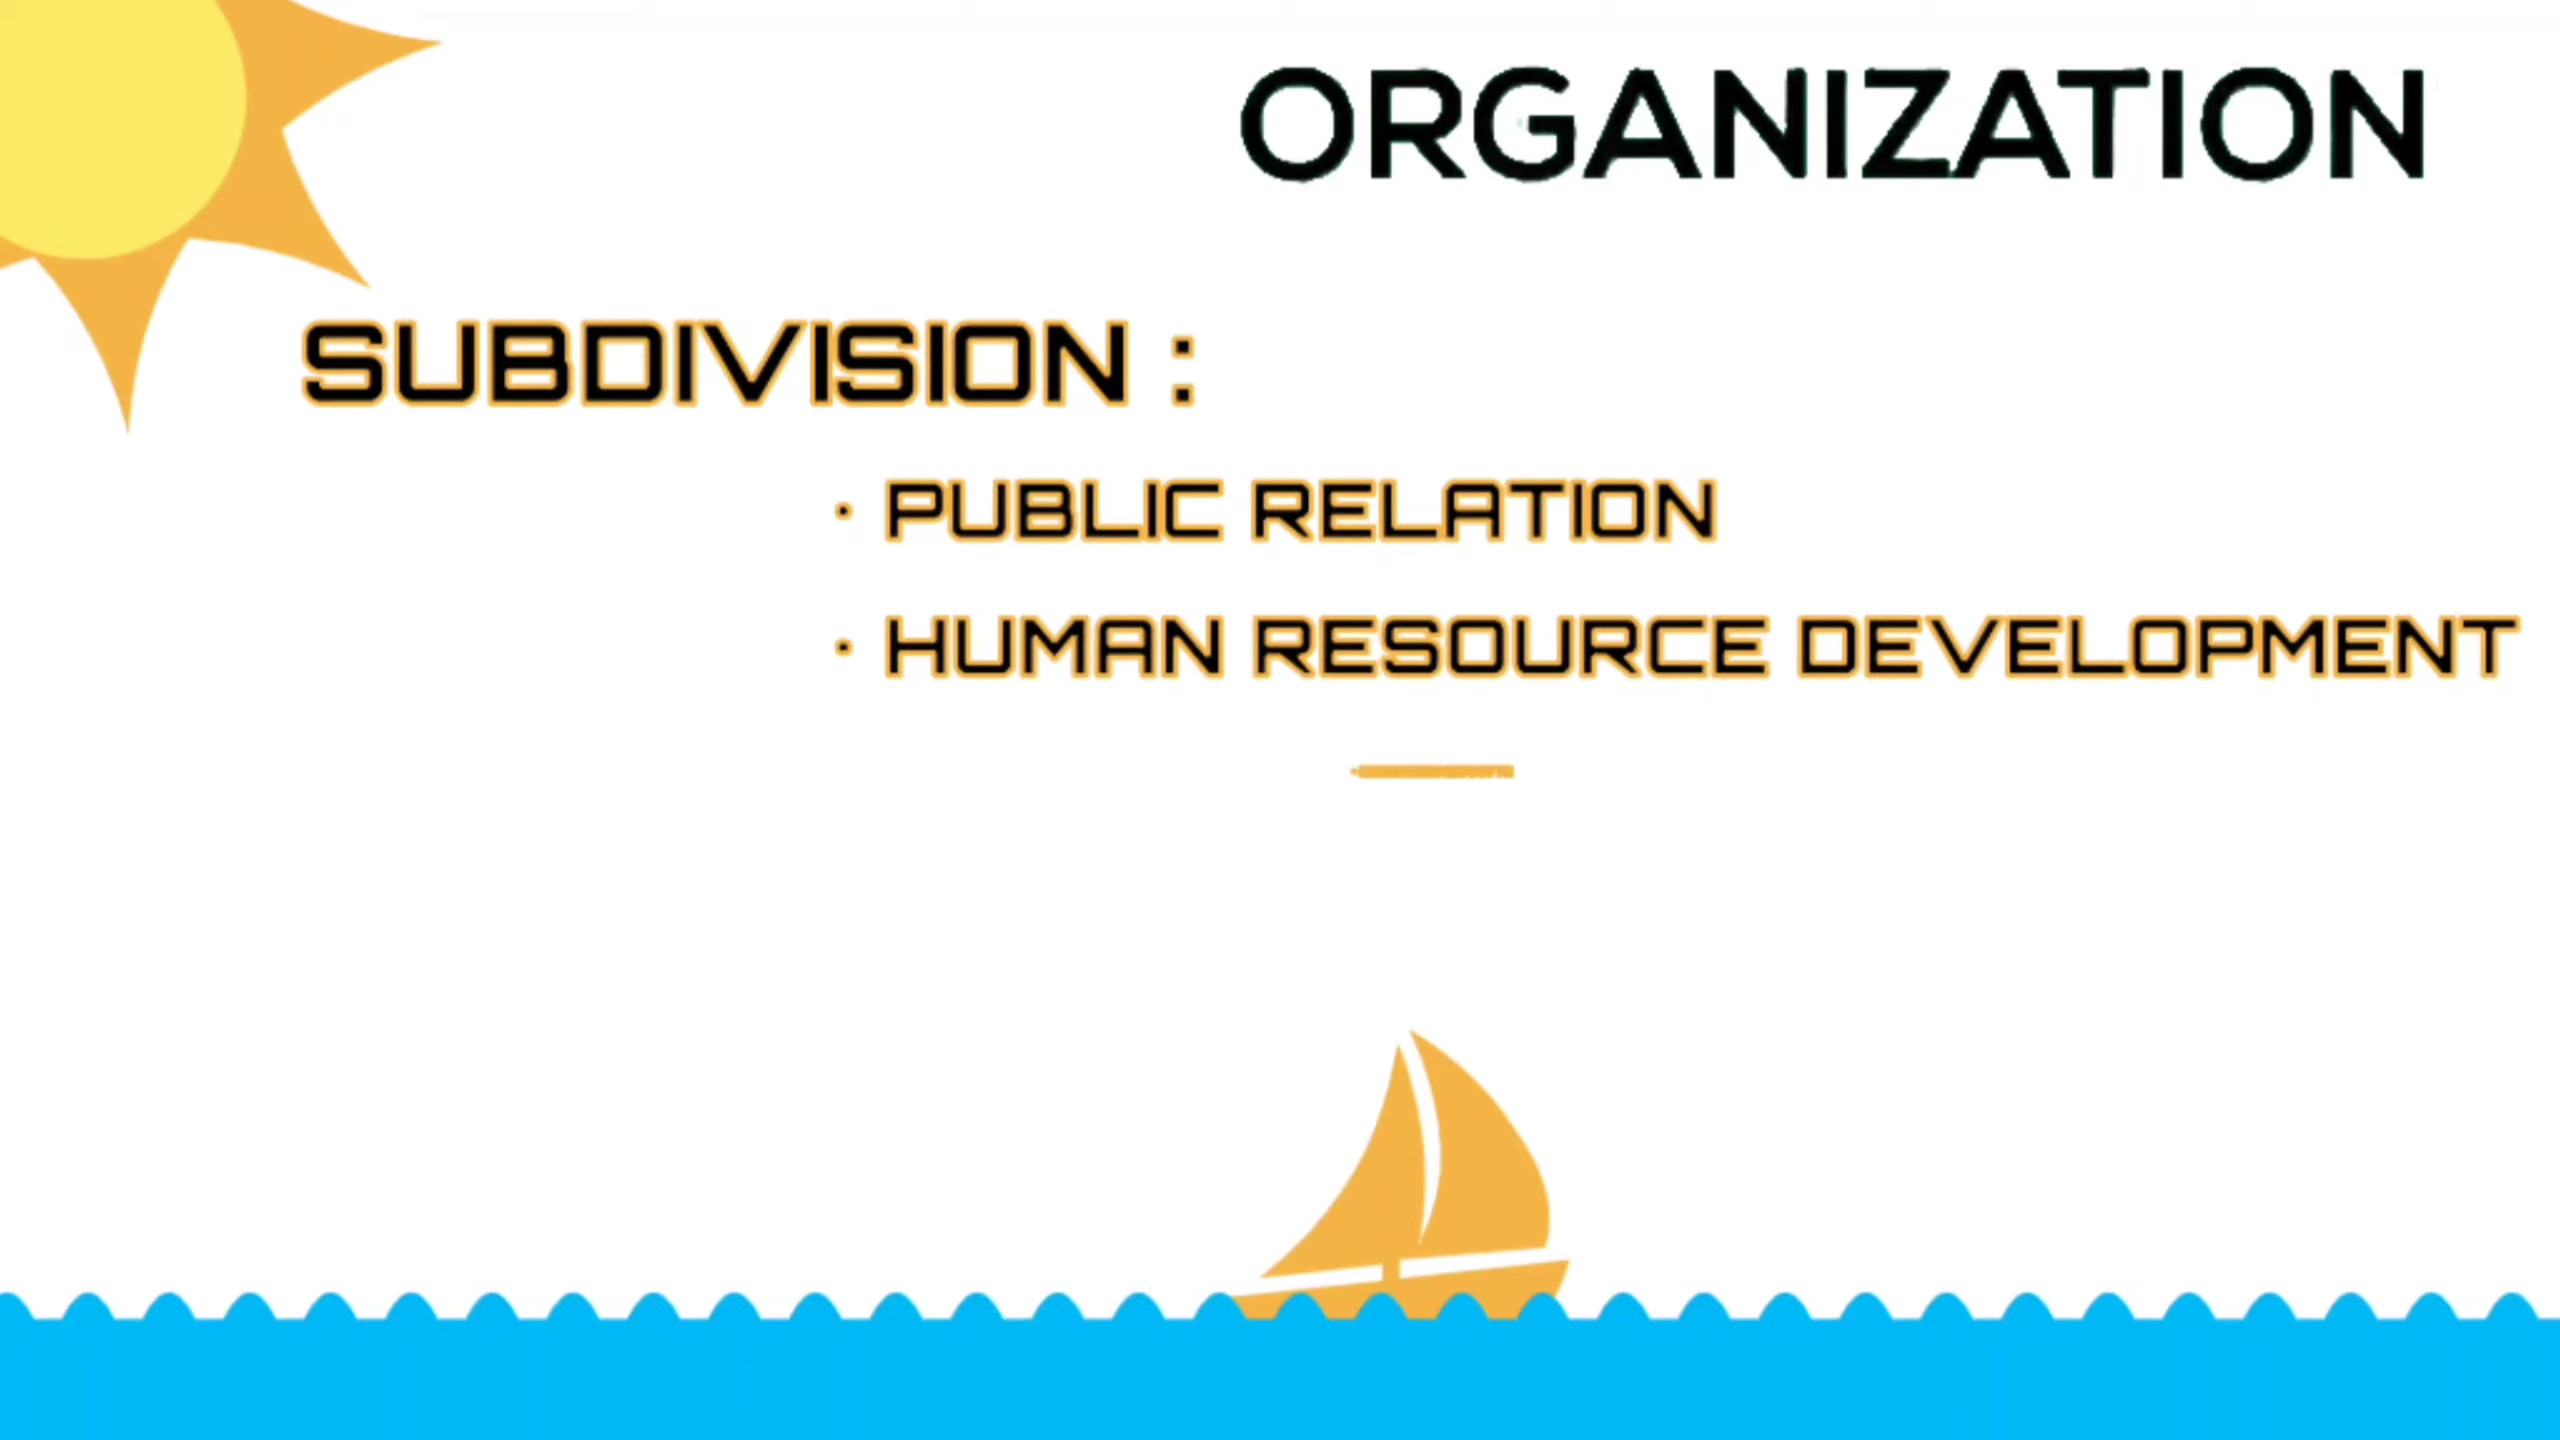 ORGANIZATION
SUBDIVISION :
· PUBLIC RELATION
· HUMAN RESOURCE DEVELOPMENT